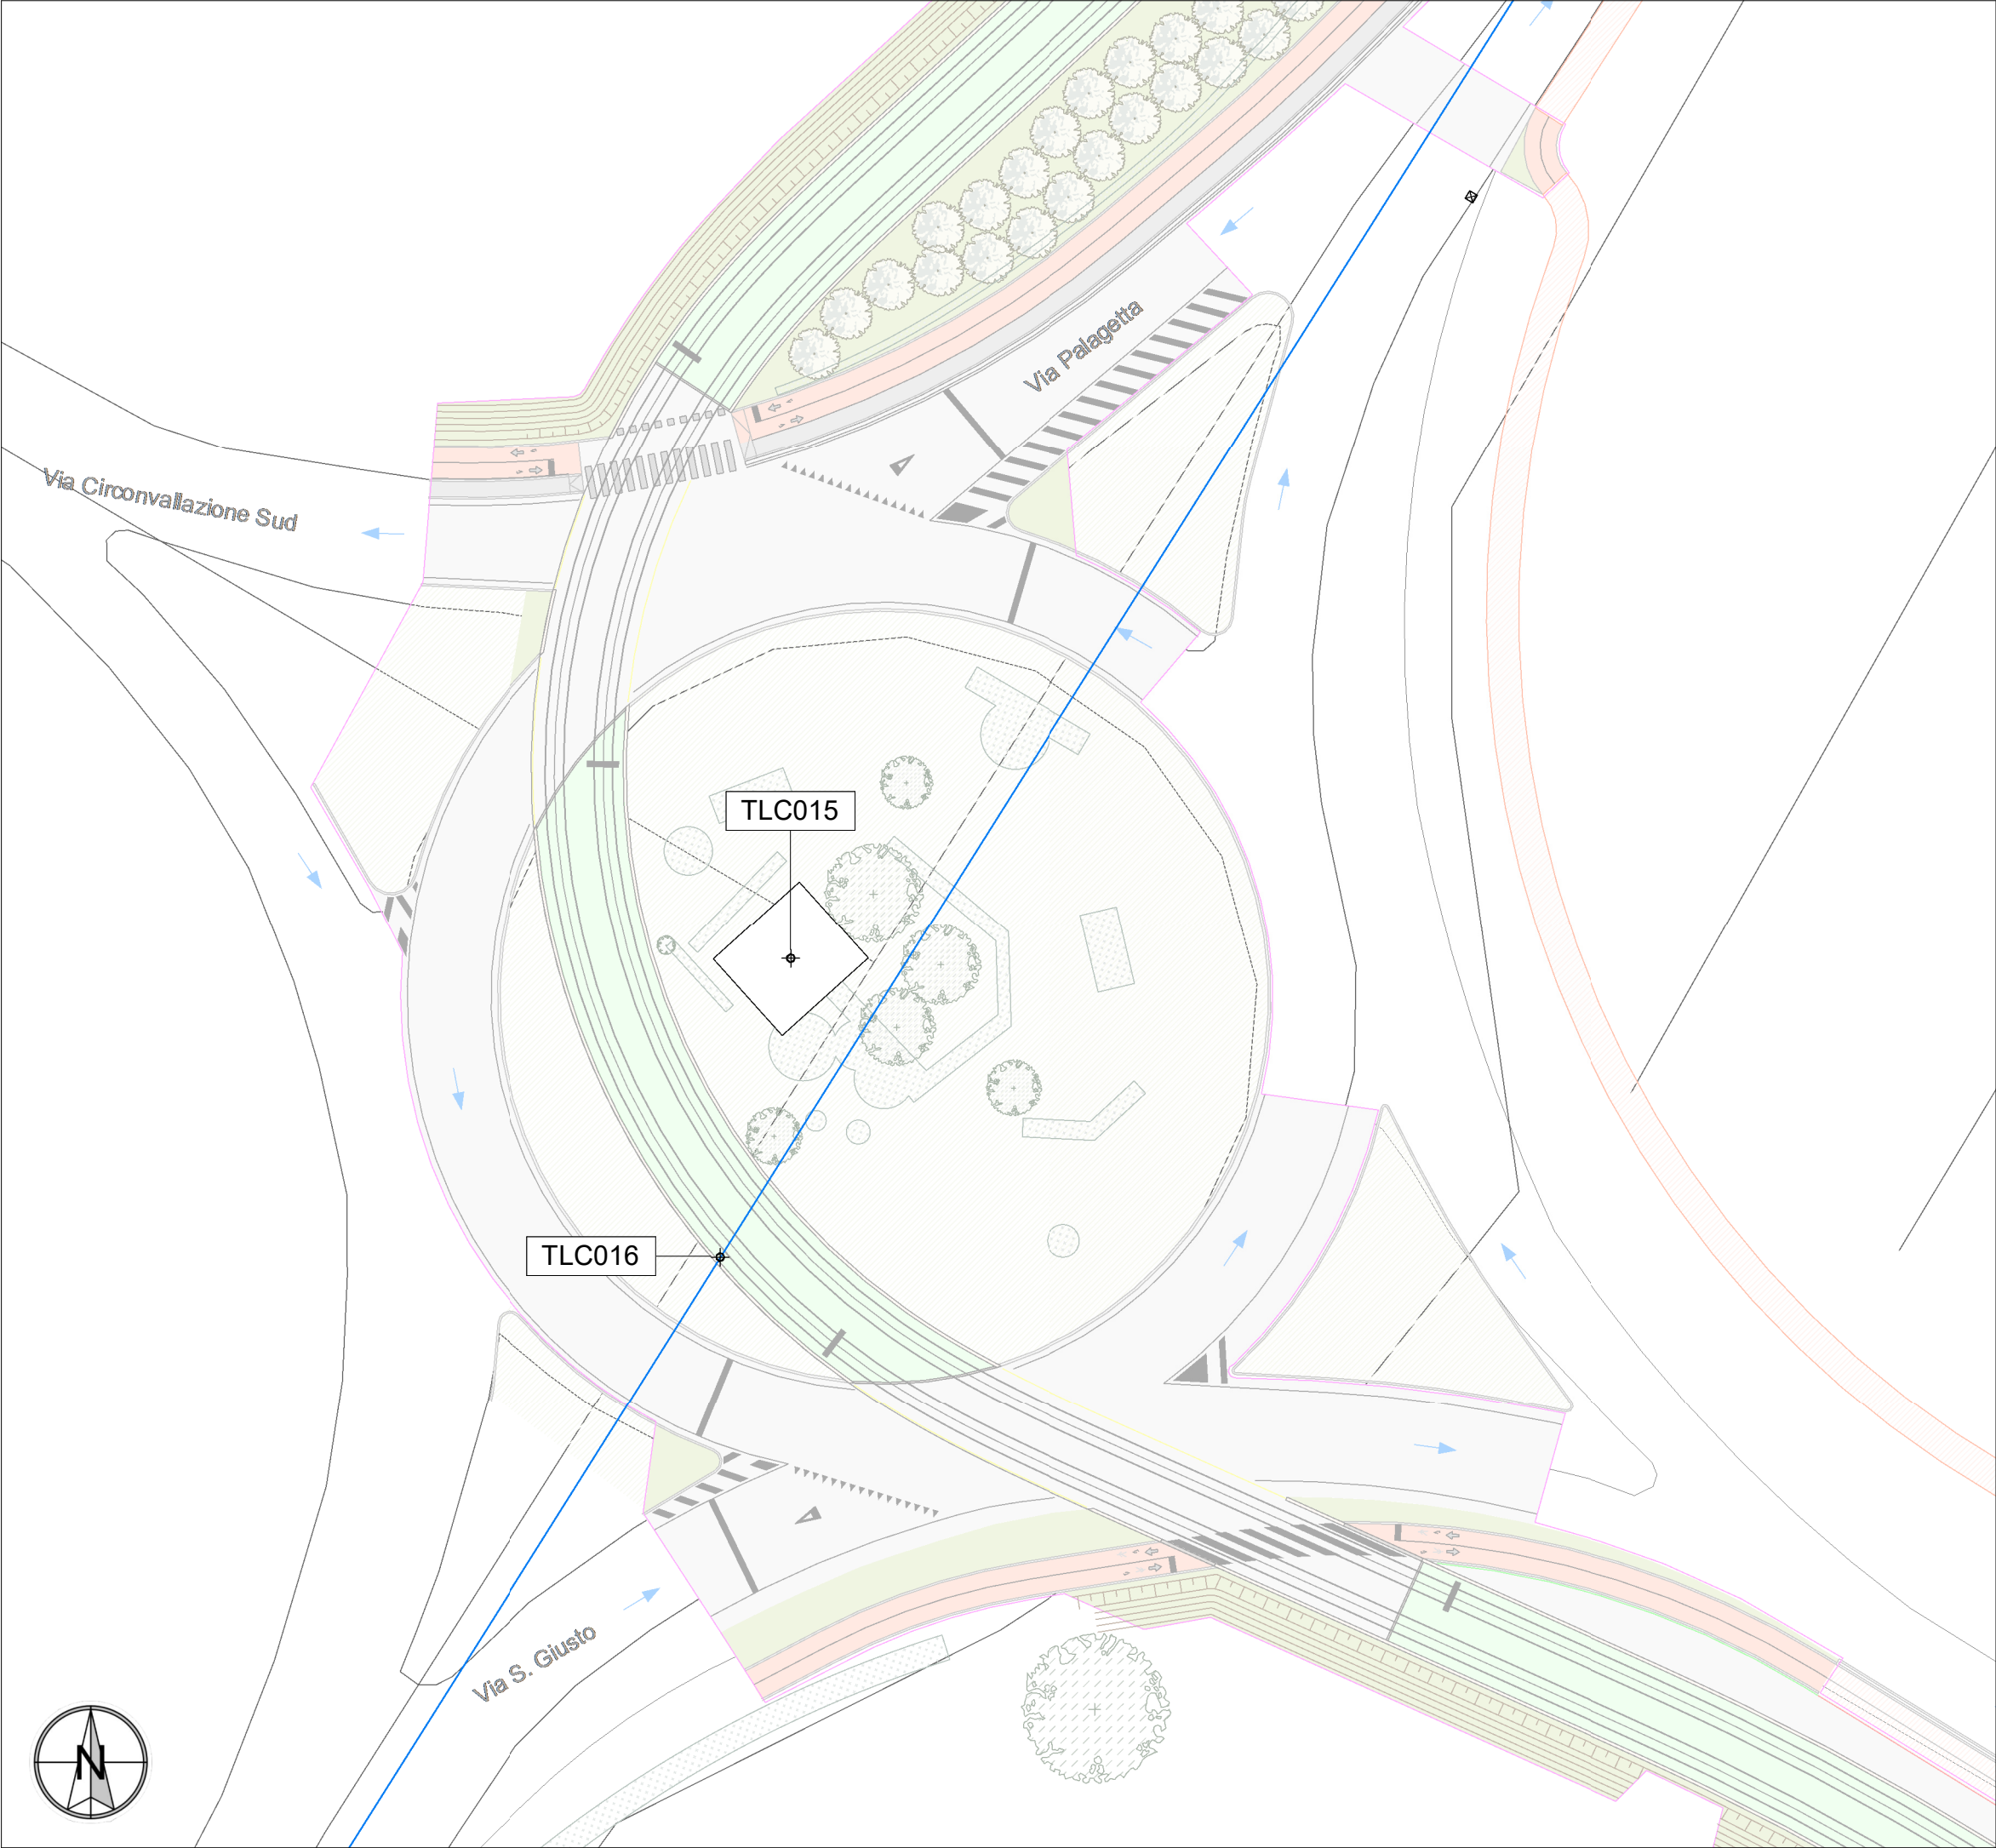 Via Palagetta
Via Circonvallazione Sud
TLC015
TLC016
Via S. Giusto
N